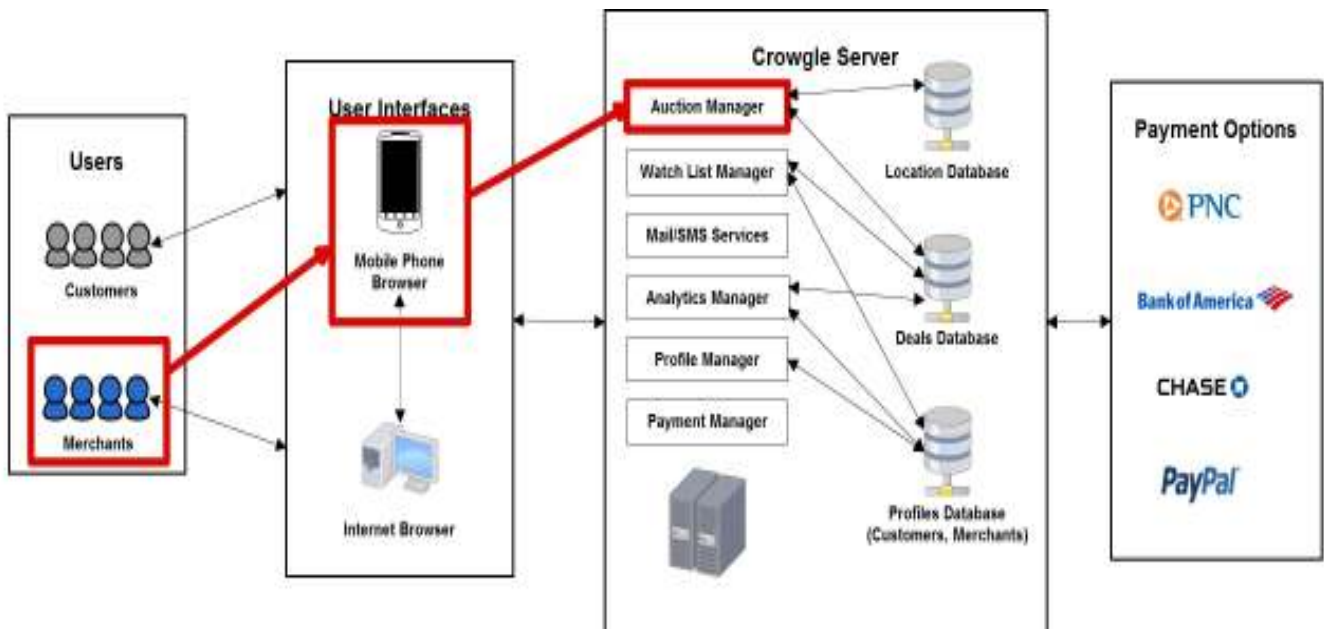 Users
Customers
Merchants
User Interfaces
Mobile Phone
Browser
Internet Browser
Crowgle Server
Auction Manager
Watch List Manager
Mail/SMS Services
Analytics Manager
Profile Manager
Payment Manager
Location Database
Deals Database
Profiles Database
(Customers, Merchants)
Payment Options
PNC
Bank of America
CHASE
PayPal